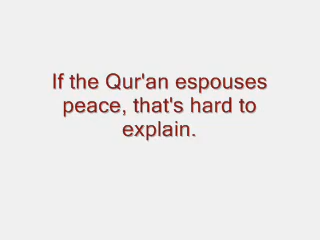 If the Qur'an espouses
peace, that's hard to
explain.